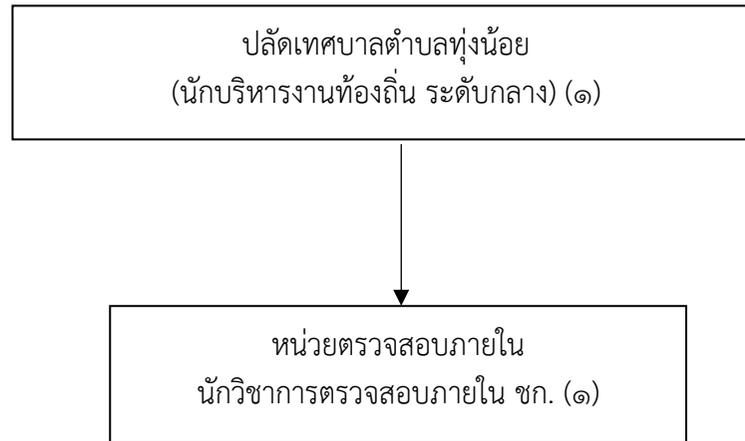 ปลัดเทศบาลตำบลทุ่งน้อย
(นักบริหารงานท้องถิ่น ระดับกลาง) (๑)
หน่วยตรวจสอบภายใน
นักวิชาการตรวจสอบภายใน ชก. (๑)